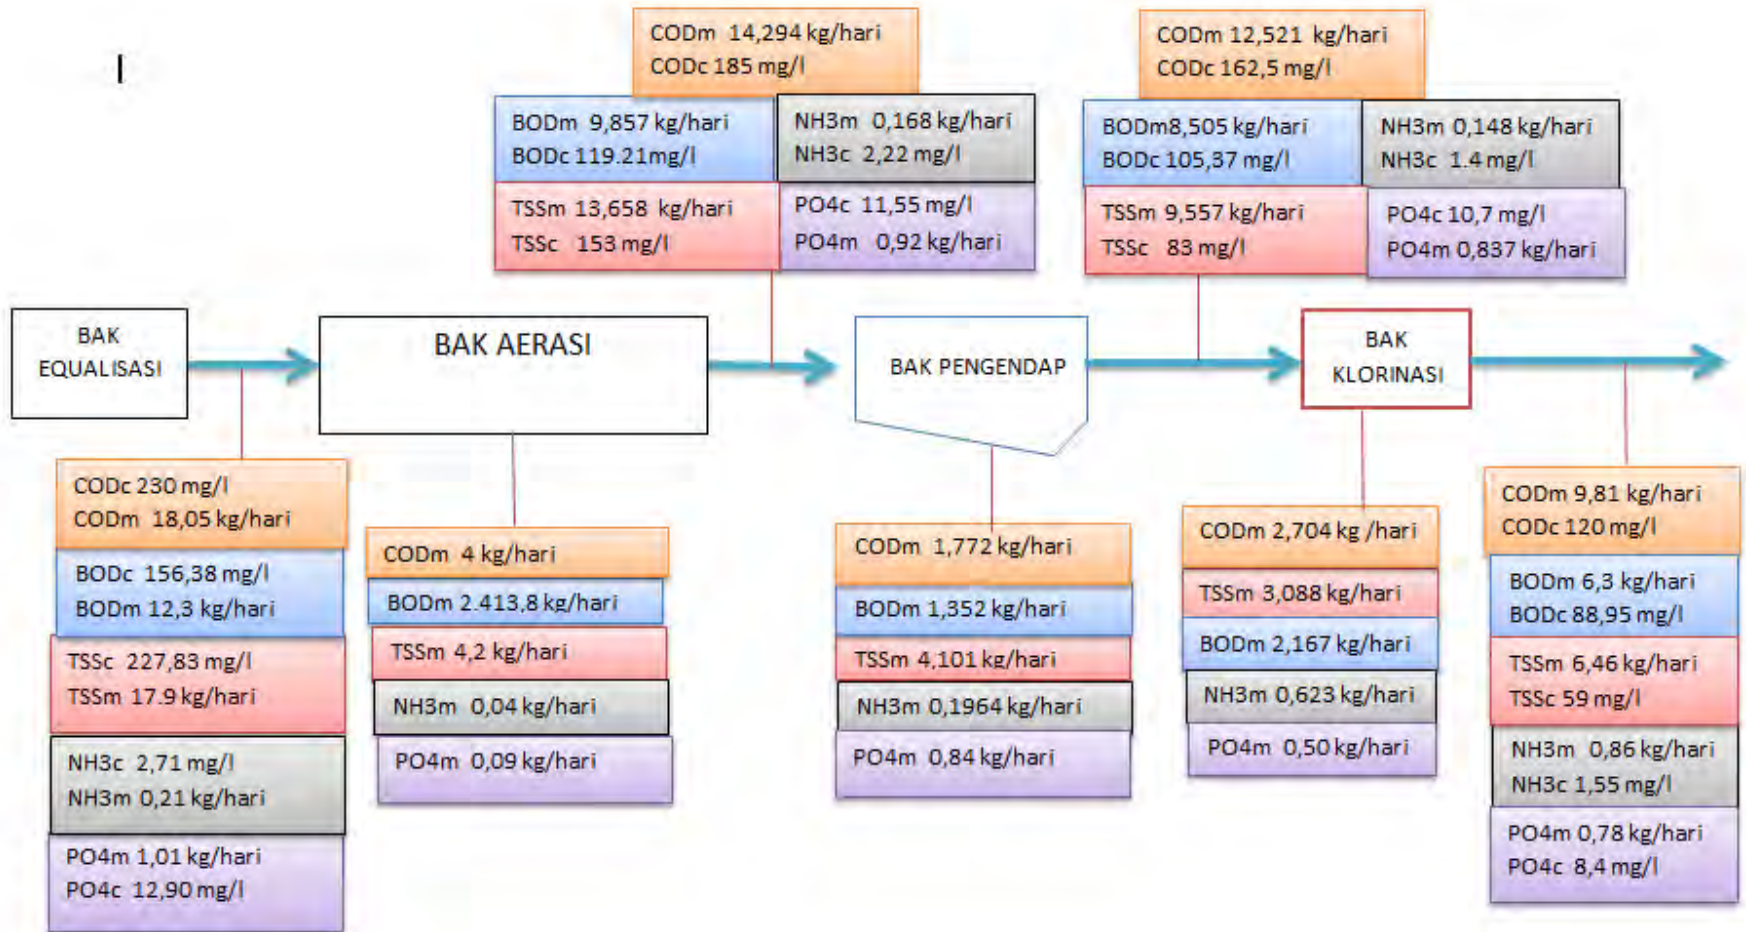 CODm 14,294 kg/hari
CODc 185 mg/l
BODm 9,857 kg/hari
BODc 119.21mg/l
NH3m 0,168 kg/hari
NH3c 2,22 mg/l
TSSm 13,658 kg/hari
TSSc 153 mg/l
PO4c 11,55 mg/l
PO4m 0,92 kg/hari
CODm 12,521 kg/hari
CODc 162,5 mg/l
BODm8,505 kg/hari
BODc 105,37 mg/l
NH3m 0,148 kg/hari
NH3c 1.4 mg/l
TSSm 9,557 kg/hari
TSSc 83 mg/l
PO4c 10,7 mg/l
PO4m 0,837 kg/hari
BAK
EQUALISASI
BAK AERASI
BAK PENGENDAP
BAK
KLORINASI
CODc 230 mg/l
CODm 18,05 kg/hari
BODc 156,38 mg/l
BODm 12,3 kg/hari
TSSc 227,83 mg/l
TSSm 17.9 kg/hari
NH3c 2,71 mg/l
NH3m 0,21 kg/hari
PO4m 1,01 kg/hari
PO4c 12,90 mg/l
CODm 4 kg/hari
BODm 2.413,8 kg/hari
TSSm 4,2 kg/hari
NH3m 0,04 kg/hari
PO4m 0,09 kg/hari
CODm 1,772 kg/hari
BODm 1,352 kg/hari
TSSm 4,101 kg/hari
NH3m 0,1964 kg/hari
PO4m 0,84 kg/hari
CODm 2,704 kg /hari
TSSm 3,088 kg/hari
BODm 2,167 kg/hari
NH3m 0,623 kg/hari
PO4m 0,50 kg/hari
CODm 9,81 kg/hari
CODc 120 mg/l
BODm 6,3 kg/hari
BODc 88,95 mg/l
TSSm 6,46 kg/hari
TSSc 59 mg/l
NH3m 0,86 kg/hari
NH3c 1,55 mg/l
PO4m 0,78 kg/hari
PO4c 8,4 mg/l